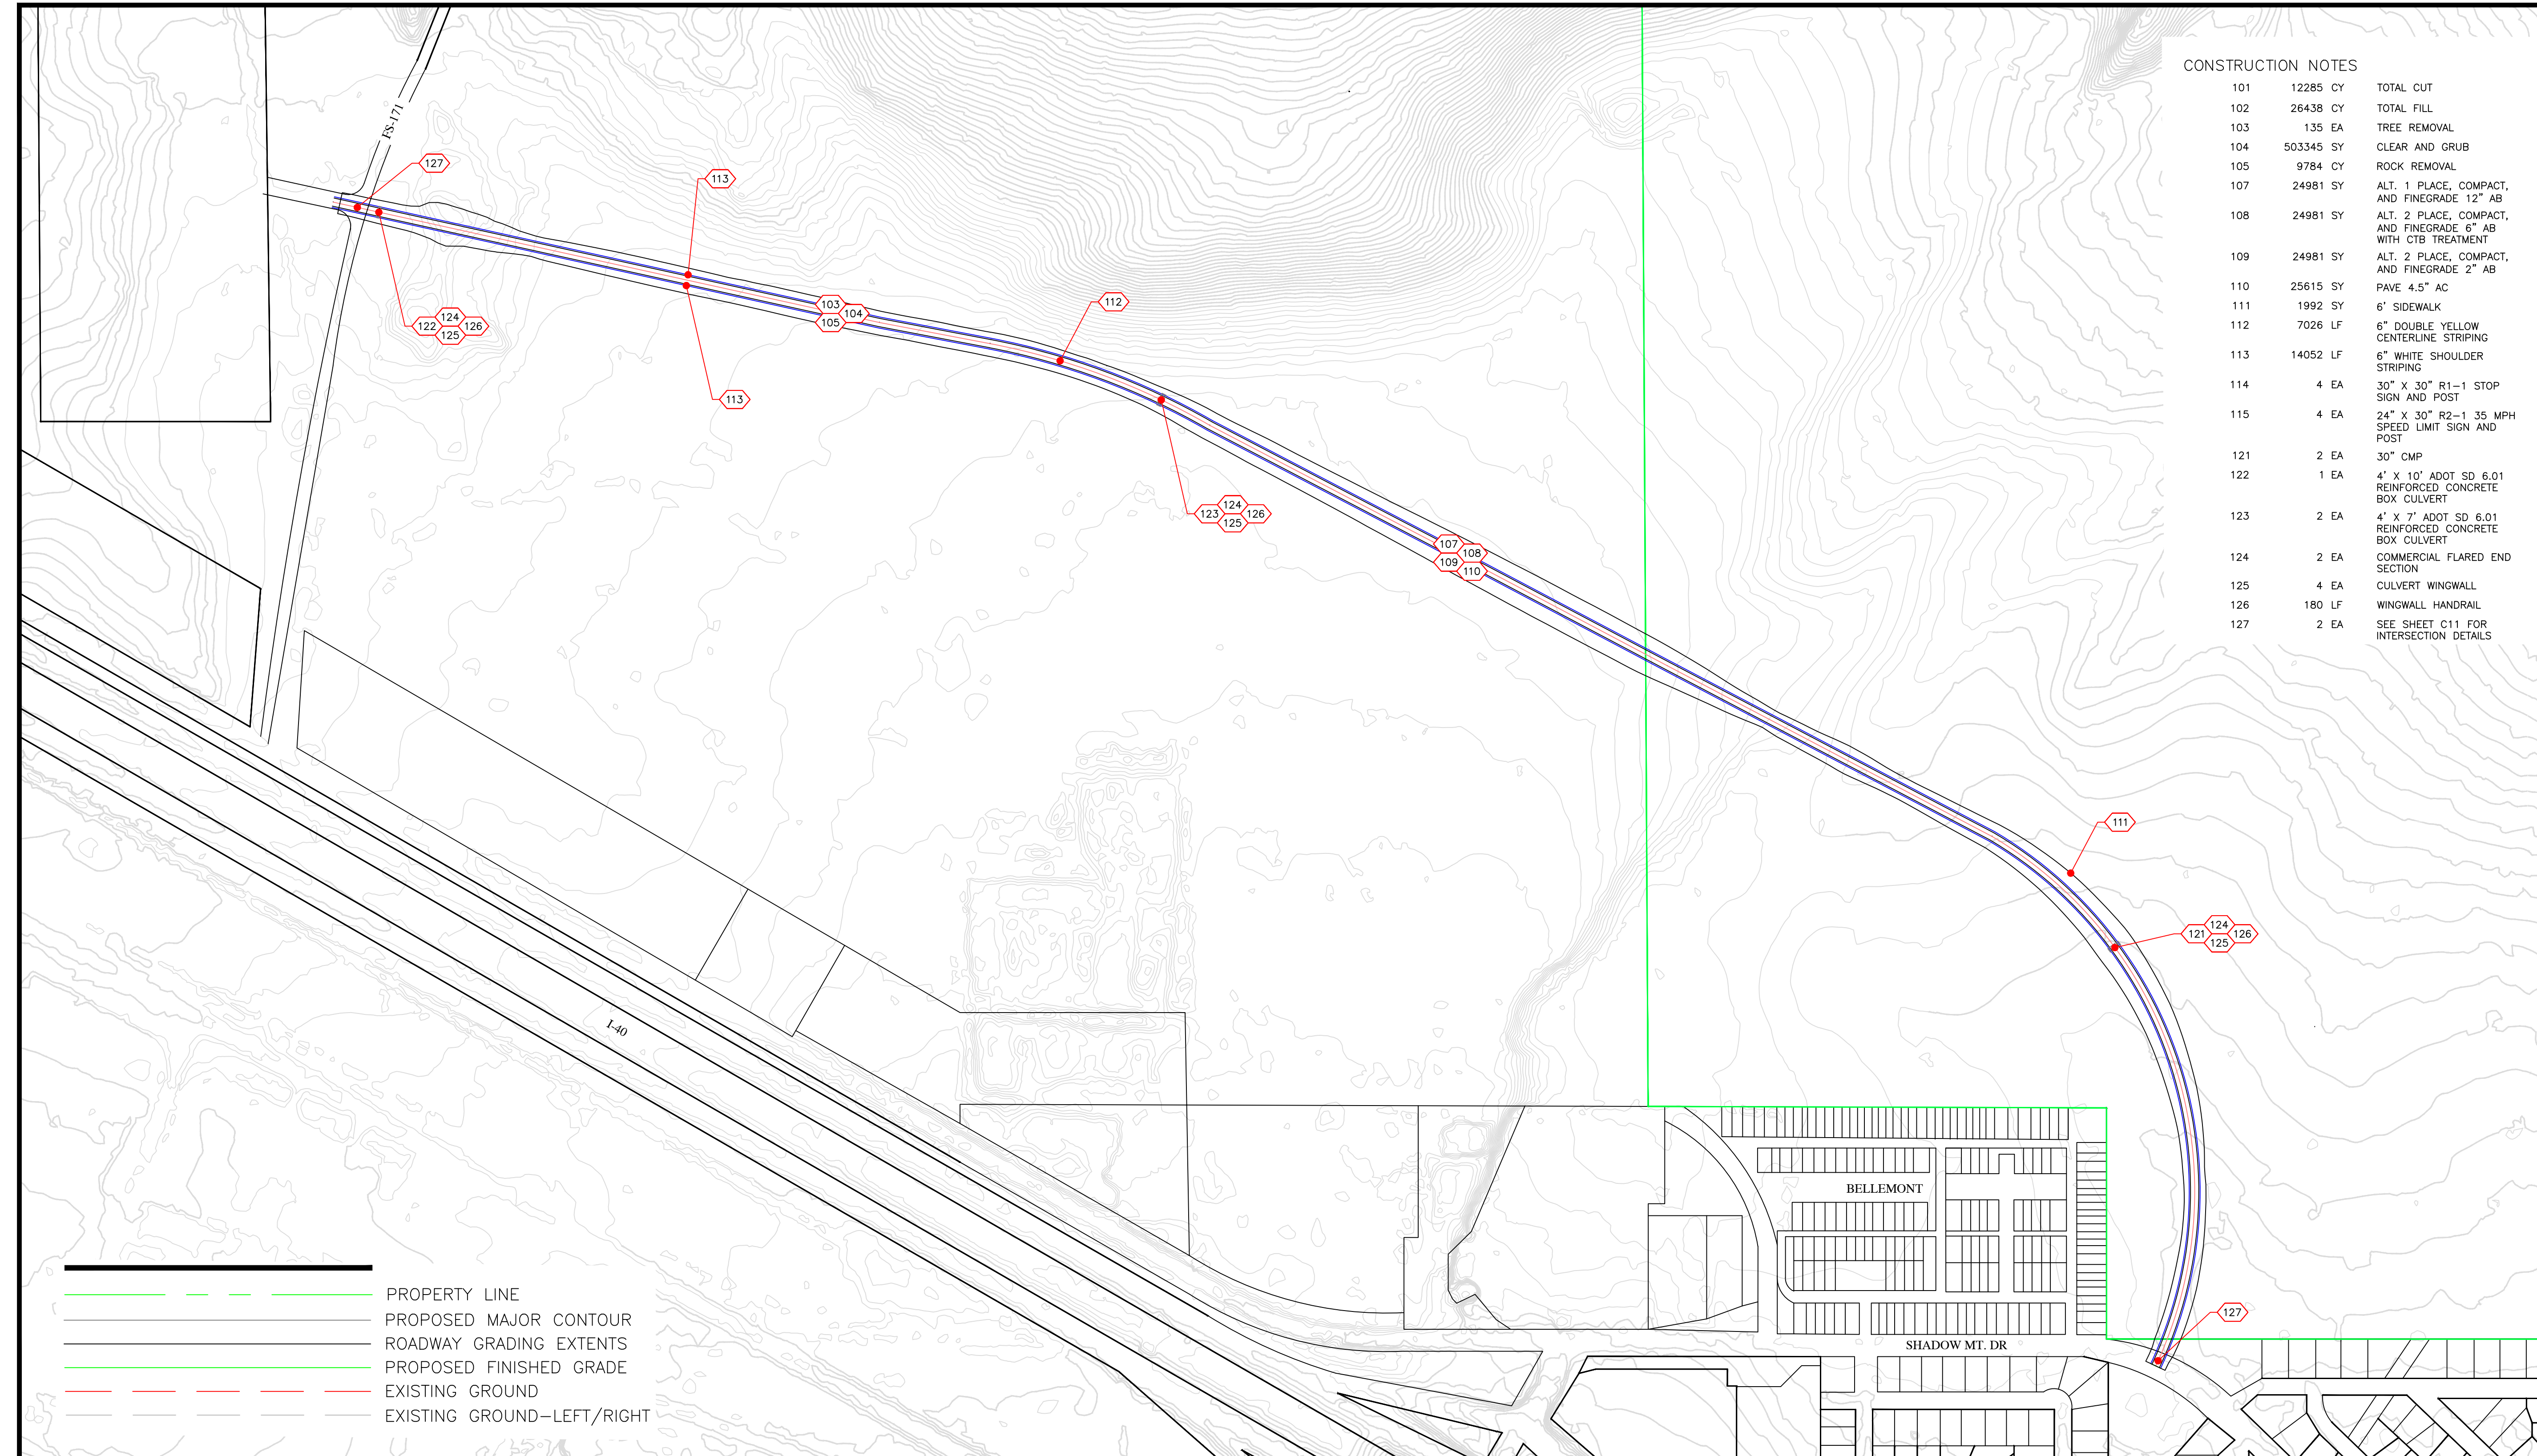 CONSTRUCTION NOTES
101 12285 CY TOTAL CUT
102 26438 CY TOTAL FILL
103 135 EA TREE REMOVAL
104 503345 SY CLEAR AND GRUB
105 9784 CY ROCK REMOVAL
107 24981 SY ALT. 1 PLACE, COMPACT,
AND FINEGRADE 12" AB
108 24981 SY ALT. 2 PLACE, COMPACT,
AND FINEGRADE 6" AB
WITH CTB TREATMENT
109 24981 SY ALT. 2 PLACE, COMPACT,
AND FINEGRADE 2" AB
110 25615 SY PAVE 4.5" AC
111 1992 SY 6' SIDEWALK
112 7026 LF 6" DOUBLE YELLOW
CENTERLINE STRIPING
113 14052 LF 6" WHITE SHOULDER
STRIPING
114 4 EA 30" X 30" R1-1 STOP
SIGN AND POST
115 4 EA 24" X 30" R2-1 35 MPH
SPEED LIMIT SIGN AND
POST
121 2 EA 30" CMP
122 1 EA 4' X 10' ADOT SD 6.01
REINFORCED CONCRETE
BOX CULVERT
123 2 EA 4' X 7' ADOT SD 6.01
REINFORCED CONCRETE
BOX CULVERT
124 2 EA COMMERCIAL FLARED END
SECTION
125 4 EA CULVERT WINGWALL
126 180 LF WINGWALL HANDRAIL
127 2 EA SEE SHEET C11 FOR
INTERSECTION DETAILS
FS-171
127
113
103
104
105
112
124
122 126
125
113
124
123 126
125
107
108
109
110
111
124
121 126
125
I-40
BELLEMONT
127
SHADOW MT. DR
PROPERTY LINE
PROPOSED MAJOR CONTOUR
ROADWAY GRADING EXTENTS
PROPOSED FINISHED GRADE
EXISTING GROUND
EXISTING GROUND-LEFT/RIGHT